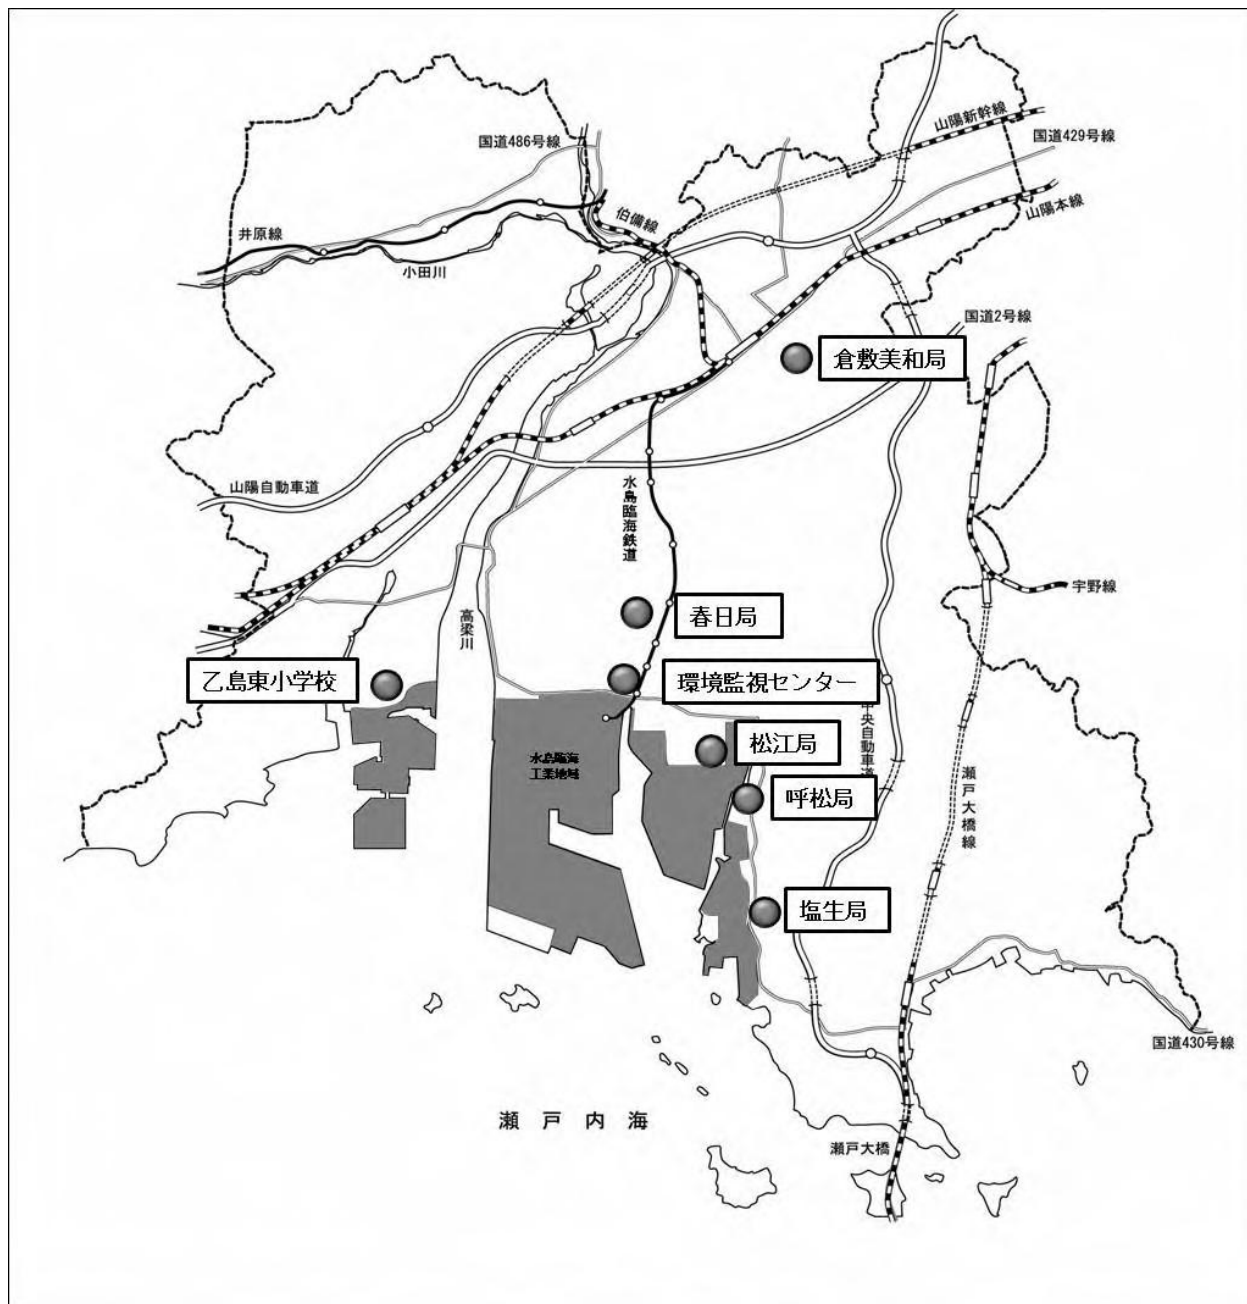 山陽新幹線
国道429号線
国道486号線
山陽本線
伯備線
井原線
小田川
国道2号線
倉敷美和局
山陽自動車道
水島臨海鉄道
宇野線
春日局
高梁川
乙島東小学校
環境監視センター
中央自動車道
松江局
水島臨海
工業地域
瀬戸大橋線
呼松局
塩生局
国道430号線
瀬戸内海
瀬戸大橋